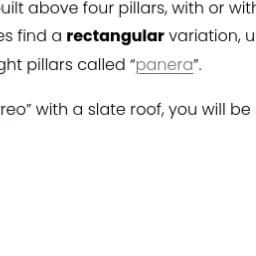 uilt above four pillars, with or wit
es find a rectangular variation, u
ght pillars called “panera”.
reo” with a slate roof, you will be